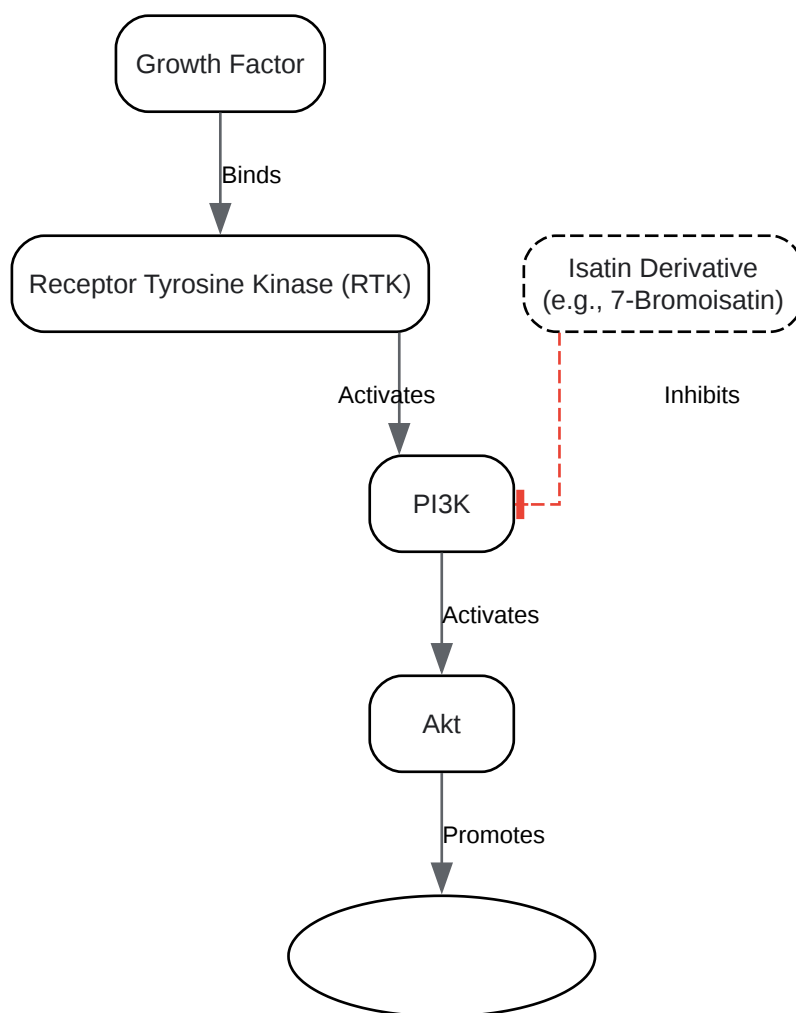 Growth Factor
Binds
Receptor Tyrosine Kinase (RTK)
Isatin Derivative
(e.g., 7-Bromoisatin)
Activates
Inhibits
PI3K
Activates
Akt
Promotes